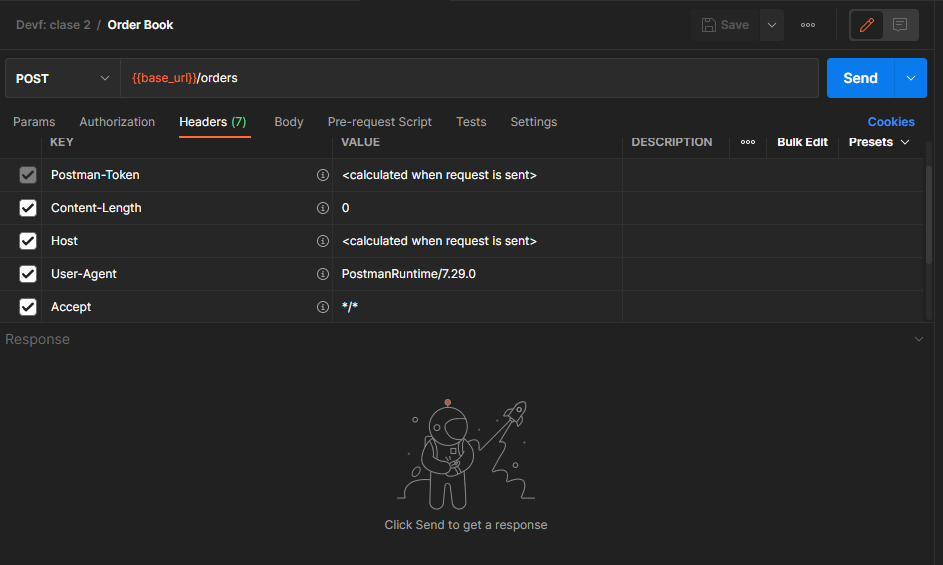 Devf: clase 2 / Order Book
Save
POST
{{base_url}}/orders
Send
Params Authorization Headers (7) Body Pre-request Script Tests Settings Cookies
KEY VALUE DESCRIPTION Bulk Edit Presets
Postman-Token <calculated when request is sent>
Content-Length 0
Host <calculated when request is sent>
User-Agent PostmanRuntime/7.29.0
Accept */*
Response
Click Send to get a response